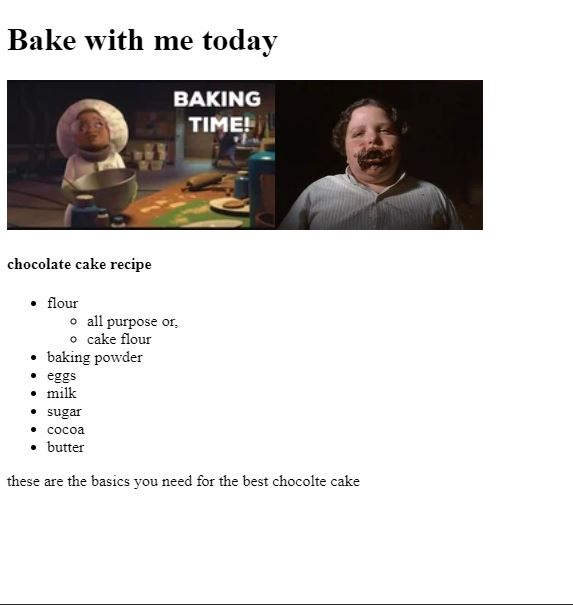 Bake with me today
BAKING
TIME!
chocolate cake recipe
flour
all purpose or,
cake flour
baking powder
eggs
milk
sugar
cocoa
butter
these are the basics you need for the best chocolte cake